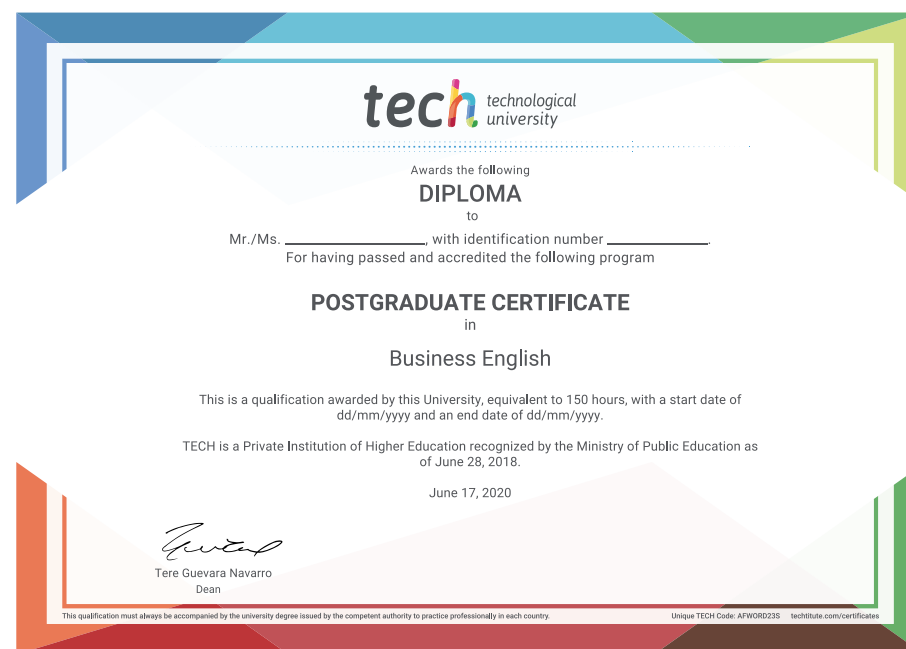 tech technological
university
Awards the following
DIPLOMA
to
Mr./Ms. ____________________, with identification number ______________.
For having passed and accredited the following program
POSTGRADUATE CERTIFICATE
in
Business English
This is a qualification awarded by this University, equivalent to 150 hours, with a start date of
dd/mm/yyyy and an end date of dd/mm/yyyy.
TECH is a Private Institution of Higher Education recognized by the Ministry of Public Education as
of June 28, 2018.
June 17, 2020
Tere Guevara Navarro
Dean
This qualification must always be accompanied by the university degree issued by the competent authority to practice professionally in each country. Unique TECH Code: AFWORD23S techtitute.com/certificates